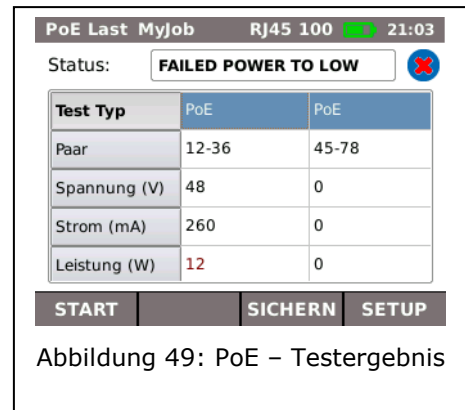 PoE Last MyJob RJ45 100 21:03
Status: FAILED POWER TO LOW
Test Typ PoE PoE
Paar 12-36 45-78
Spannung (V) 48 0
Strom (mA) 260 0
Leistung (W) 12 0
START SICHERN SETUP
Abbildung 49: PoE – Testergebnis